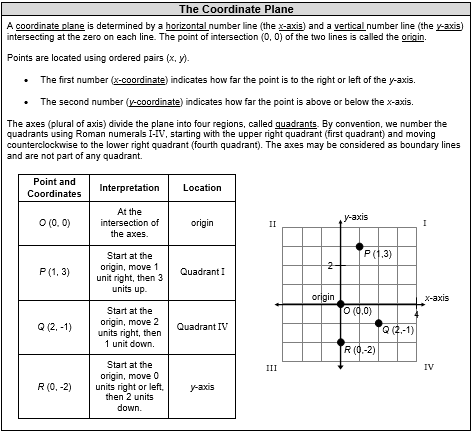 The Coordinate Plane
A coordinate plane is determined by a horizontal number line (the x-axis) and a vertical number line (the y-axis)
intersecting at the zero on each line. The point of intersection (0, 0) of the two lines is called the origin.
Points are located using ordered pairs (x, y).
• The first number (x-coordinate) indicates how far the point is to the right or left of the y-axis.
• The second number (y-coordinate) indicates how far the point is above or below the x-axis.
The axes (plural of axis) divide the plane into four regions, called quadrants. By convention, we number the
quadrants using Roman numerals I-IV, starting with the upper right quadrant (first quadrant) and moving
counterclockwise to the lower right quadrant (fourth quadrant). The axes may be considered as boundary lines
and are not part of any quadrant.
Point and
Coordinates
Interpretation
Location
O (0, 0)
At the
intersection of
the axes.
origin
P (1, 3)
Start at the
origin, move 1
unit right, then 3
units up.
Quadrant I
Q (2, -1)
Start at the
origin, move 2
units right, then
1 unit down.
Quadrant IV
R (0, -2)
Start at the
origin, move 0
units right or left,
then 2 units
down.
y-axis
y-axis
II
I
P (1,3)
2
origin
x-axis
O (0,0)
4
Q (2,-1)
R (0,-2)
III
IV